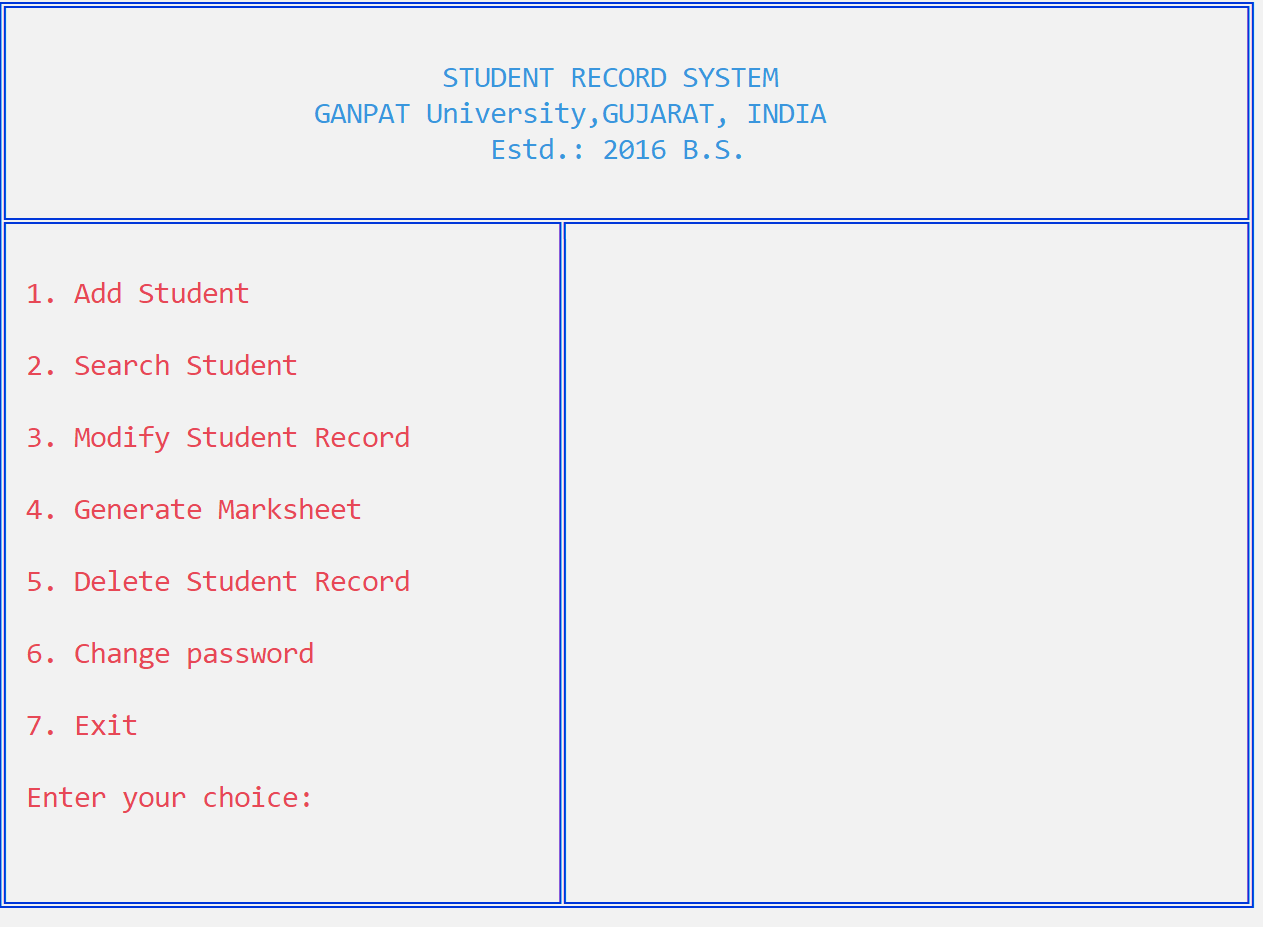 STUDENT RECORD SYSTEM
GANPAT University,GUJARAT, INDIA
Estd.: 2016 B.S.
1. Add Student
2. Search Student
3. Modify Student Record
4. Generate Marksheet
5. Delete Student Record
6. Change password
7. Exit
Enter your choice: